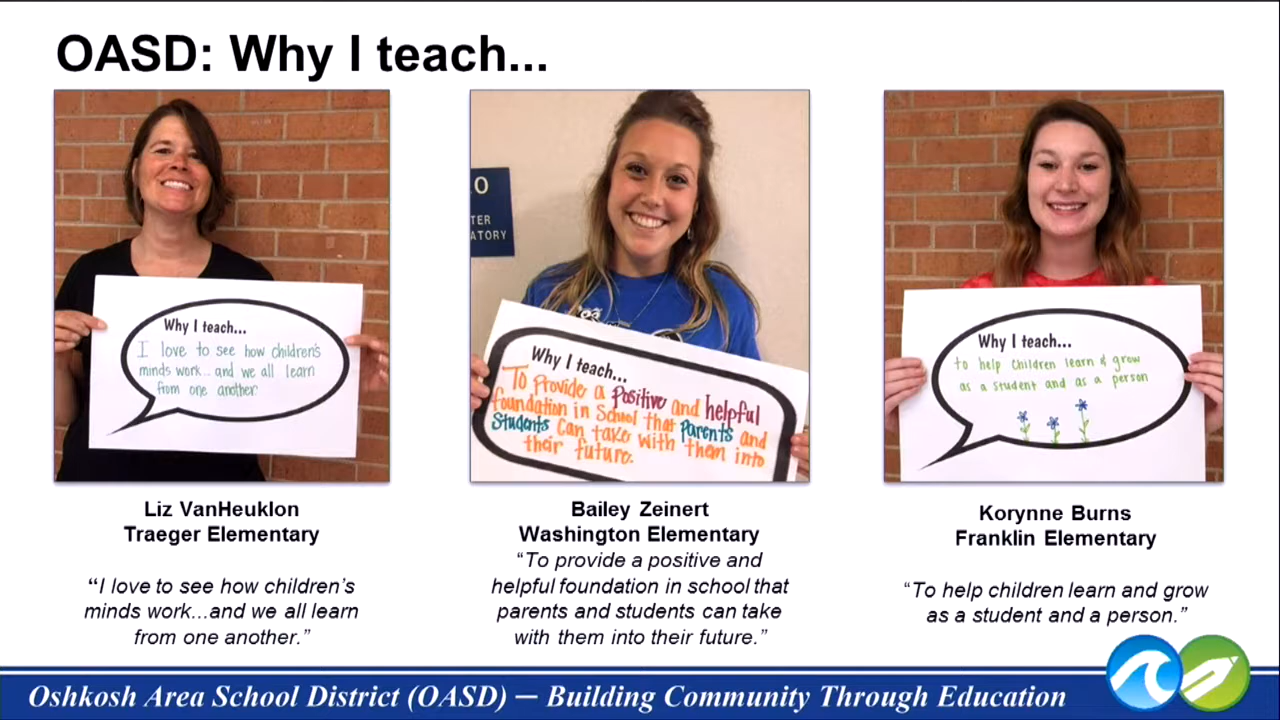 OASD: Why I teach...
Why I teach...
I love to see how children's
minds work... and we all learn
from one another.
TER
ATORY
Why I teach...
To Provide a positive and helpful
foundation in School that parents and
Students can take with them into
their future.
Why I teach...
to help children learn & grow
as a student and as a person
Liz VanHeuklon
Traeger Elementary
“I love to see how children’s
minds work...and we all learn
from one another.”
Bailey Zeinert
Washington Elementary
“To provide a positive and
helpful foundation in school that
parents and students can take
with them into their future.”
Korynne Burns
Franklin Elementary
“To help children learn and grow
as a student and a person.”
Oshkosh Area School District (OASD) — Building Community Through Education